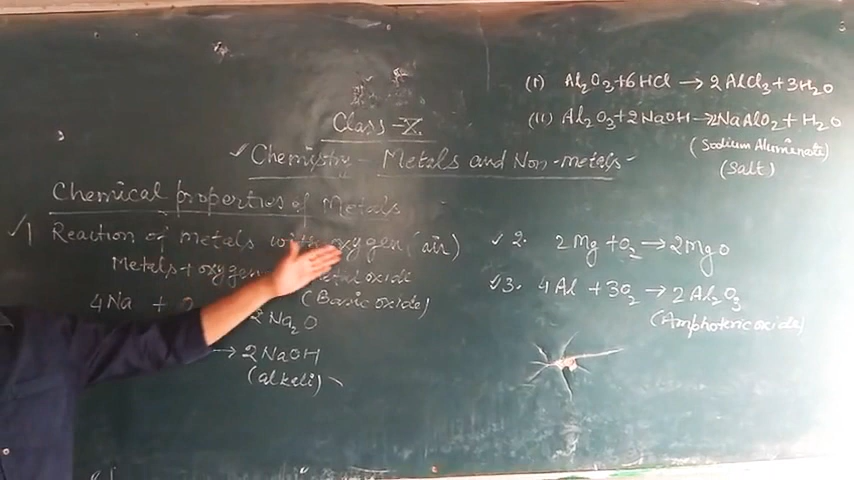 Class-X.
✓Chemistry - Metals and Non-metals-
Chemical properties of Metals
✓1 Reaction of metals with oxygen (air)
Metals + oxygen
oxide
(Basic oxide)
4Na +
2Na₂O
→ 2NaOH
(alkali)
(i) Al₂O₃+6HCl → 2AlCl₃+3H₂O
(ii) Al₂O₃+2NaOH→2NaAlO₂+H₂O
(Sodium Aluminate)
(Salt)
✓ 2. 2Mg+O₂→2MgO
✓3. 4Al + 3O₂ → 2Al₂O₃
(Amphoteric oxide)